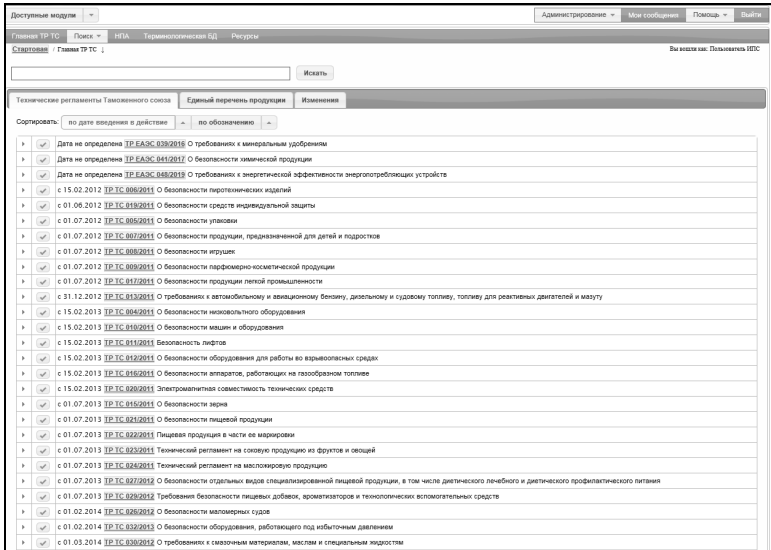 Доступные модули
Администрирование Мои сообщения Помощь Выйти
Главная ТР ТС Поиск НПА Терминологическая БД Ресурсы
Стартовая / Главная ТР ТС ↓ Вы вошли как: Пользователь ИПС
Искать
Технические регламенты Таможенного союза Единый перечень продукции Изменения
Сортировать: по дате введения в действие по обозначению
Дата не определена ТР ЕАЭС 039/2016 О требованиях к минеральным удобрениям
Дата не определена ТР ЕАЭС 041/2017 О безопасности химической продукции
Дата не определена ТР ЕАЭС 048/2019 О требованиях к энергетической эффективности энергопотребляющих устройств
с 15.02.2012 ТР ТС 006/2011 О безопасности пиротехнических изделий
с 01.06.2012 ТР ТС 019/2011 О безопасности средств индивидуальной защиты
с 01.07.2012 ТР ТС 005/2011 О безопасности упаковки
с 01.07.2012 ТР ТС 007/2011 О безопасности продукции, предназначенной для детей и подростков
с 01.07.2012 ТР ТС 008/2011 О безопасности игрушек
с 01.07.2012 ТР ТС 009/2011 О безопасности парфюмерно-косметической продукции
с 01.07.2012 ТР ТС 017/2011 О безопасности продукции легкой промышленности
с 31.12.2012 ТР ТС 013/2011 О требованиях к автомобильному и авиационному бензину, дизельному и судовому топливу, топливу для реактивных двигателей и мазуту
с 15.02.2013 ТР ТС 004/2011 О безопасности низковольтного оборудования
с 15.02.2013 ТР ТС 010/2011 О безопасности машин и оборудования
с 15.02.2013 ТР ТС 011/2011 Безопасность лифтов
с 15.02.2013 ТР ТС 012/2011 О безопасности оборудования для работы во взрывоопасных средах
с 15.02.2013 ТР ТС 016/2011 О безопасности аппаратов, работающих на газообразном топливе
с 15.02.2013 ТР ТС 020/2011 Электромагнитная совместимость технических средств
с 01.07.2013 ТР ТС 015/2011 О безопасности зерна
с 01.07.2013 ТР ТС 021/2011 О безопасности пищевой продукции
с 01.07.2013 ТР ТС 022/2011 Пищевая продукция в части ее маркировки
с 01.07.2013 ТР ТС 023/2011 Технический регламент на соковую продукцию из фруктов и овощей
с 01.07.2013 ТР ТС 024/2011 Технический регламент на масложировую продукцию
с 01.07.2013 ТР ТС 027/2012 О безопасности отдельных видов специализированной пищевой продукции, в том числе диетического лечебного и диетического профилактического питания
с 01.07.2013 ТР ТС 029/2012 Требования безопасности пищевых добавок, ароматизаторов и технологических вспомогательных средств
с 01.02.2014 ТР ТС 026/2012 О безопасности маломерных судов
с 01.02.2014 ТР ТС 032/2013 О безопасности оборудования, работающего под избыточным давлением
с 01.03.2014 ТР ТС 030/2012 О требованиях к смазочным материалам, маслам и специальным жидкостям